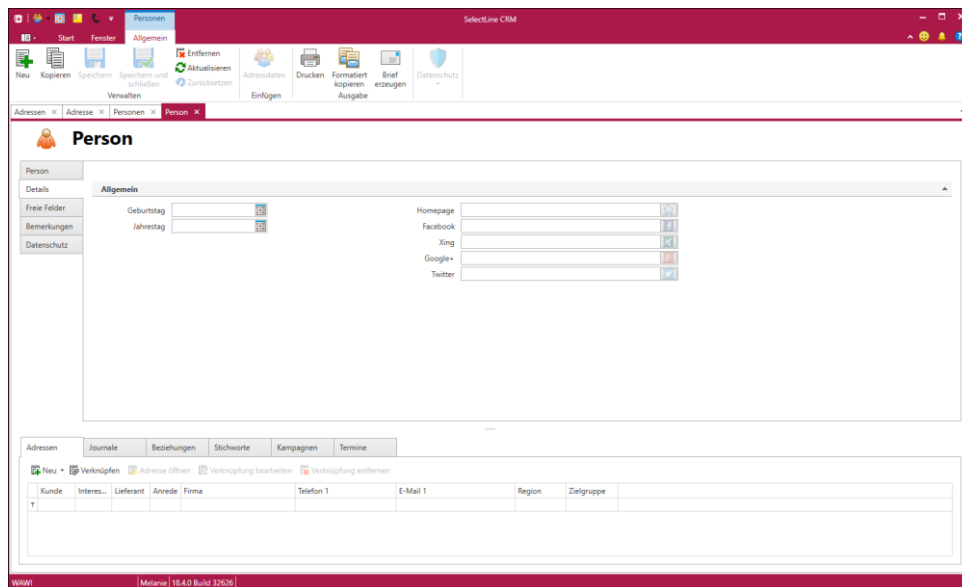 Personen
SelectLine CRM
Start Fenster Allgemein
Neu Kopieren Speichern Speichern und schließen Entfernen Aktualisieren Zurücksetzen Adressdaten Drucken Formatiert kopieren Brief erzeugen Datenschutz
Verwalten Einfügen Ausgabe
Adressen Adresse Personen Person
Person
Person
Details
Freie Felder
Bemerkungen
Datenschutz
Allgemein
Geburtstag
Jahrestag
Homepage
Facebook
Xing
Google+
Twitter
Adressen Journale Beziehungen Stichworte Kampagnen Termine
Neu Verknüpfen Adresse öffnen Verknüpfung bearbeiten Verknüpfung entfernen
Kunde Interes... Lieferant Anrede Firma Telefon 1 E-Mail 1 Region Zielgruppe
WAWI Melanie 18.4.0 Build 32626